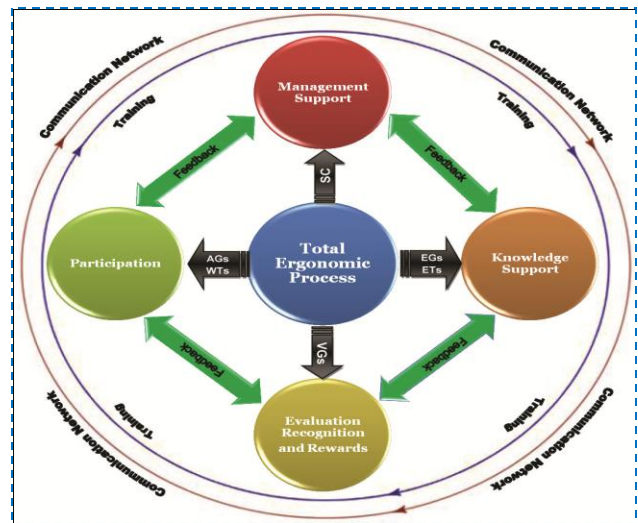 Communication Network
Communication Network
Training
Training
Management
Support
Feedback
Feedback
SC
Participation
AGs
WTs
Total
Ergonomic
Process
EGs
ETs
Knowledge
Support
VGs
Feedback
Feedback
Evaluation
Recognition
and Rewards
Training
Training
Communication Network
Communication Network